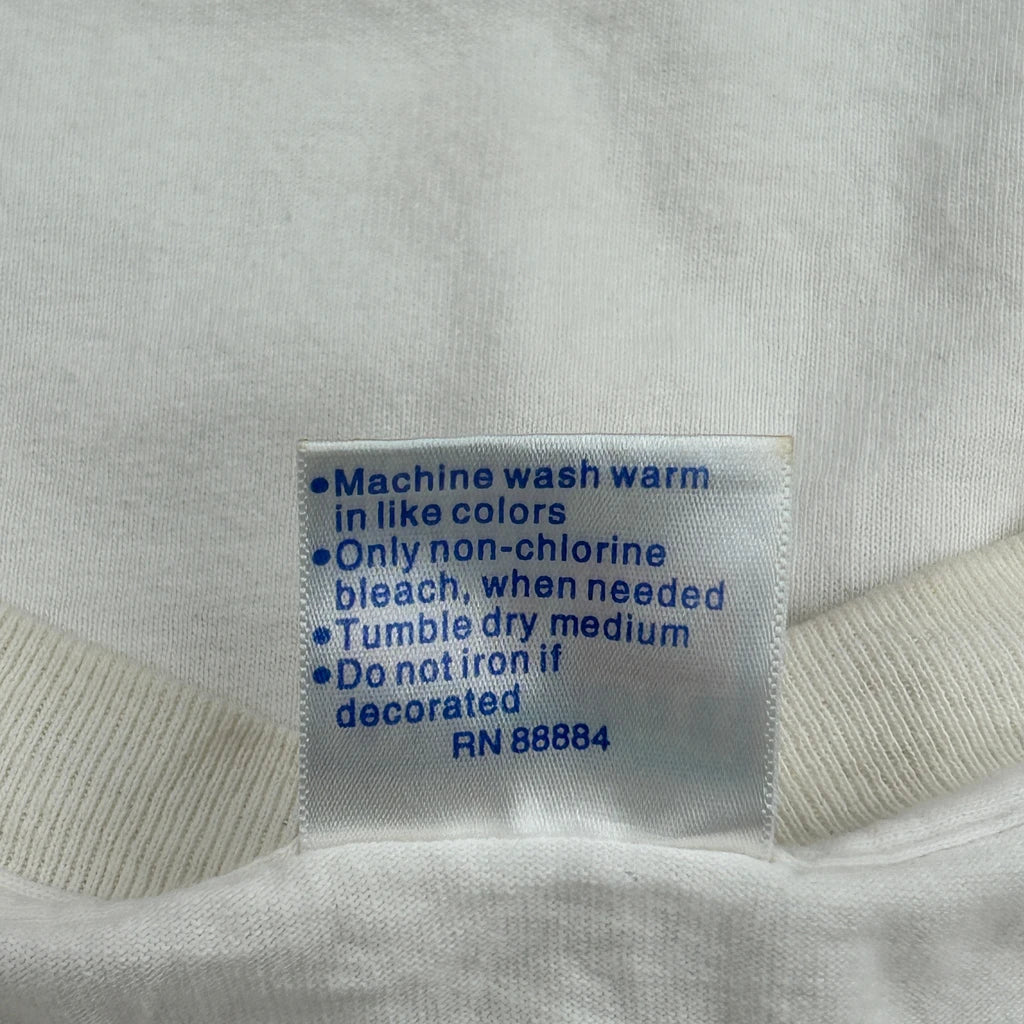 •Machine wash warm
in like colors
•Only non-chlorine
bleach, when needed
•Tumble dry medium
•Do not iron if
decorated
RN 88884